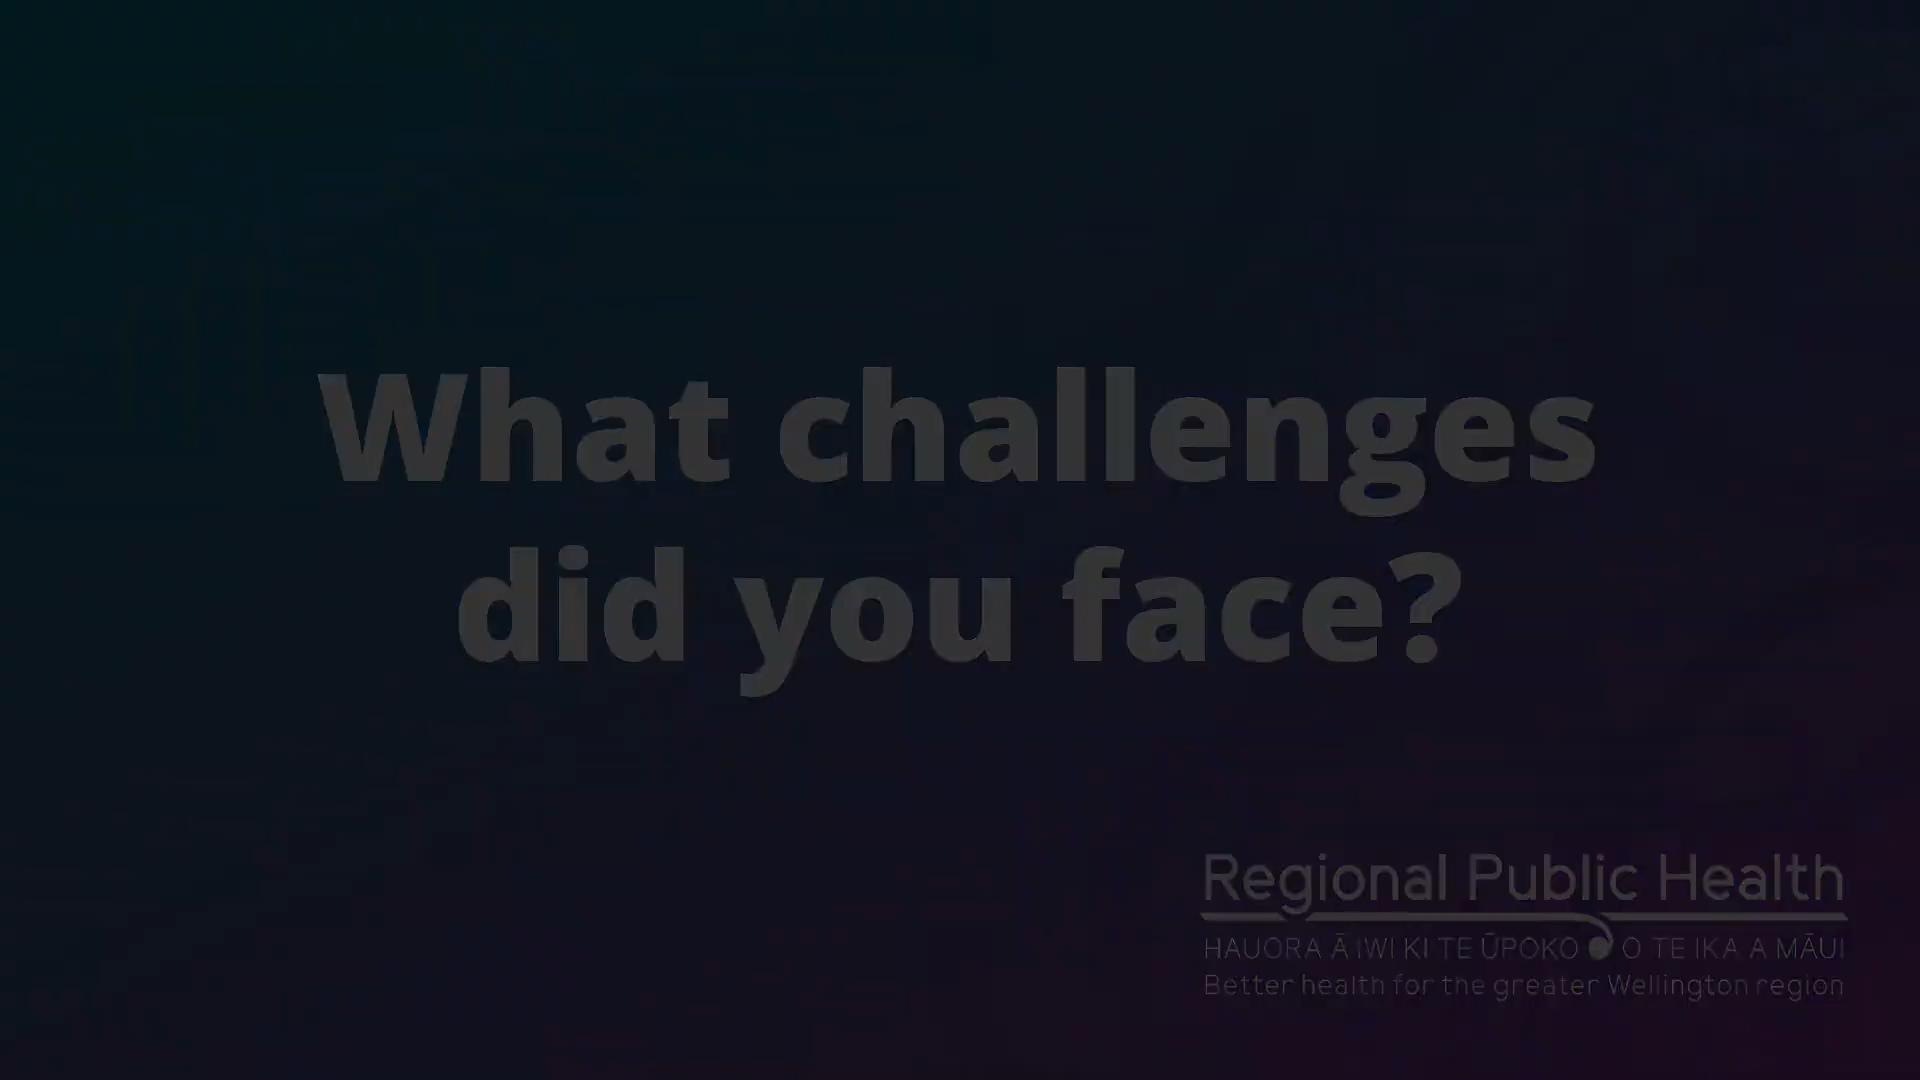 What challenges
did you face?
Regional Public Health
HAUORA Ā IWI KI TE ŪPOKO O TE IKA A MĀUI
Better health for the greater Wellington region